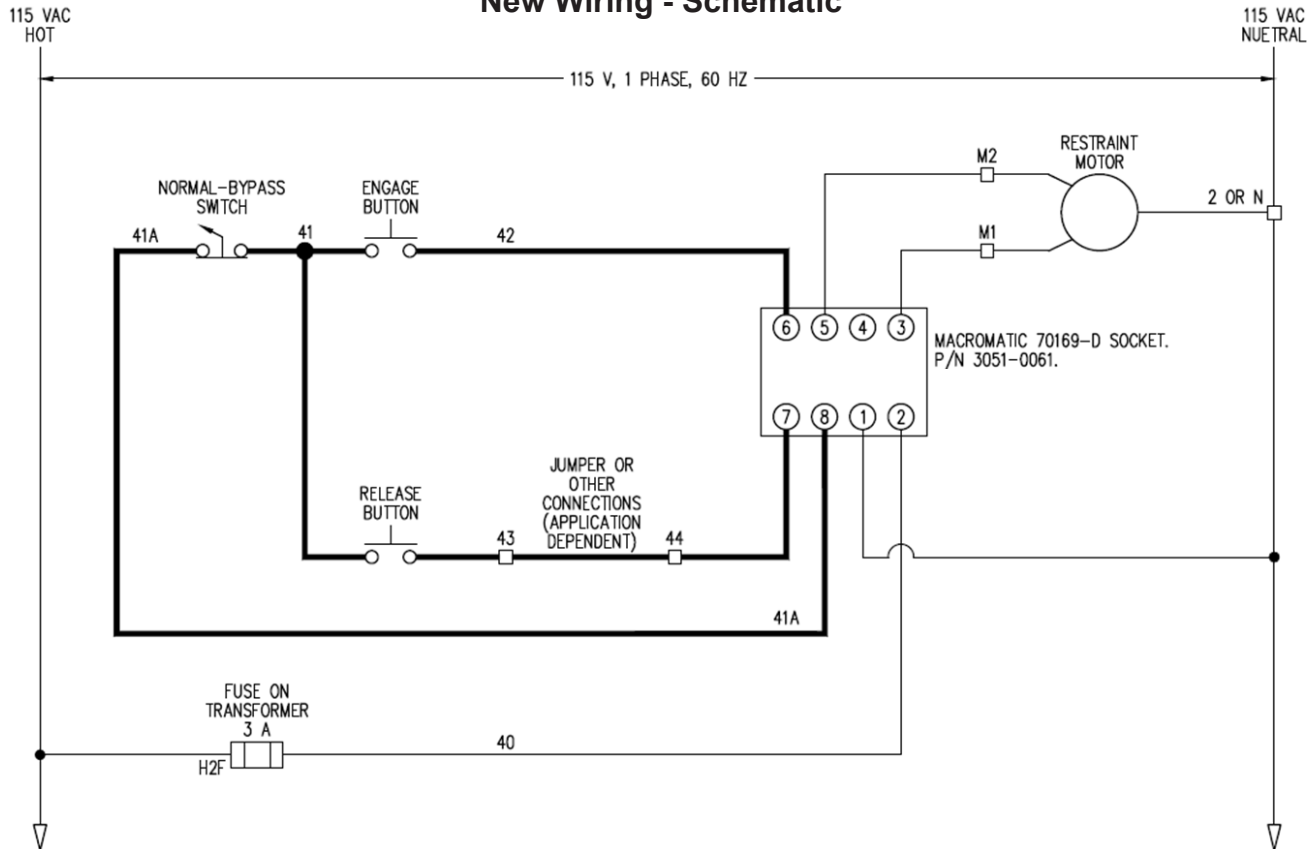 New Wiring - Schematic
115 VAC
HOT
115 VAC
NUETRAL
115 V, 1 PHASE, 60 HZ
NORMAL-BYPASS
SWITCH
ENGAGE
BUTTON
RESTRAINT
MOTOR
M2
M1
2 OR N
41A
41
42
6
5
4
3
MACROMATIC 70169-D SOCKET.
P/N 3051-0061.
7
8
1
2
RELEASE
BUTTON
43
JUMPER OR
OTHER
CONNECTIONS
(APPLICATION
DEPENDENT)
44
41A
FUSE ON
TRANSFORMER
3 A
H2F
40